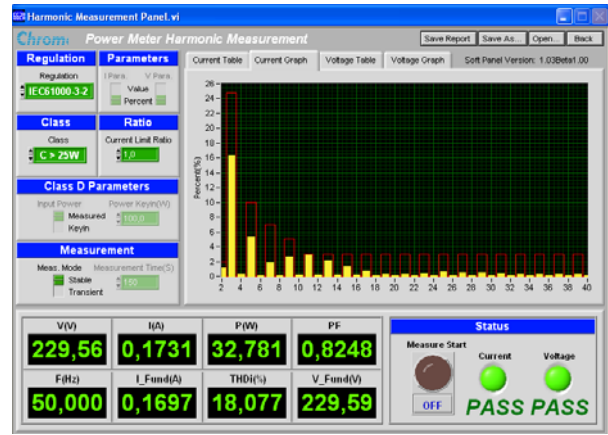 Harmonic Measurement Panel.vi
Chroma Power Meter Harmonic Measurement
Save Report Save As... Open... Back
Regulation Parameters
Regulation I Para. V Para.
IEC61000-3-2 Value
Percent
Class Ratio
Class Current Limit Ratio
C > 25W 1,0
Class D Parameters
Input Power Power Keyin(W)
Measured 100,0
Keyin
Measurement
Meas. Mode Measurement Time(S)
Stable 150
Transient
Current Table Current Graph Voltage Table Voltage Graph Soft Panel Version: 1.03Beta1.00
Percent(%)
26
24
22
20
18
16
14
12
10
8
6
4
2
0
2 4 6 8 10 12 14 16 18 20 22 24 26 28 30 32 34 36 38 40
V(V) I(A) P(W) PF
229,56 0,1731 32,781 0,8248
F(Hz) I_Fund(A) THDi(%) V_Fund(V)
50,000 0,1697 18,077 229,59
Status
Measure Start Current Voltage
OFF PASS PASS